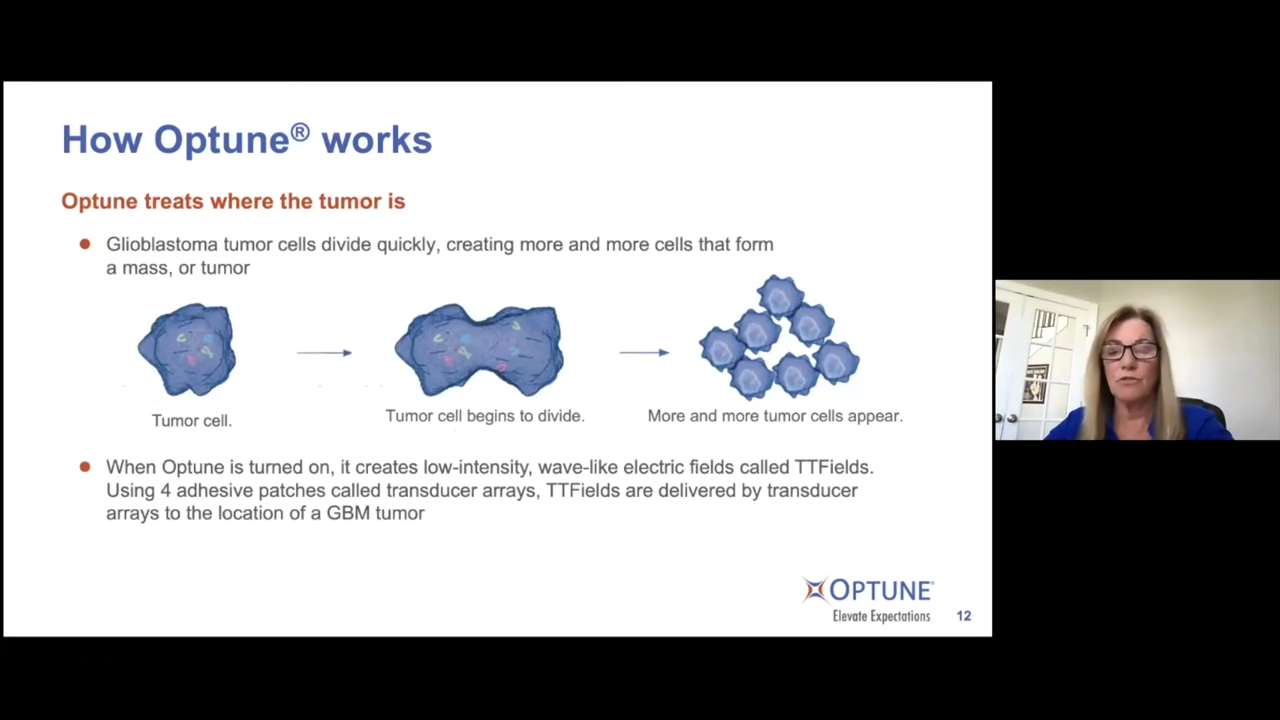 How Optune® works
Optune treats where the tumor is
Glioblastoma tumor cells divide quickly, creating more and more cells that form
a mass, or tumor
Tumor cell.
Tumor cell begins to divide.
More and more tumor cells appear.
When Optune is turned on, it creates low-intensity, wave-like electric fields called TTFields.
Using 4 adhesive patches called transducer arrays, TTFields are delivered by transducer
arrays to the location of a GBM tumor
OPTUNE®
Elevate Expectations
12